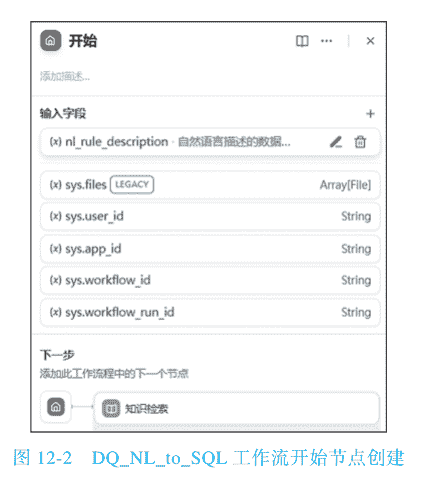 开始
添加描述...
输入字段
(x) nl_rule_description · 自然语言描述的数据...
(x) sys.files LEGACY Array[File]
(x) sys.user_id String
(x) sys.app_id String
(x) sys.workflow_id String
(x) sys.workflow_run_id String
下一步
添加此工作流程中的下一个节点
知识检索
图 12-2 DQ_NL_to_SQL 工作流开始节点创建